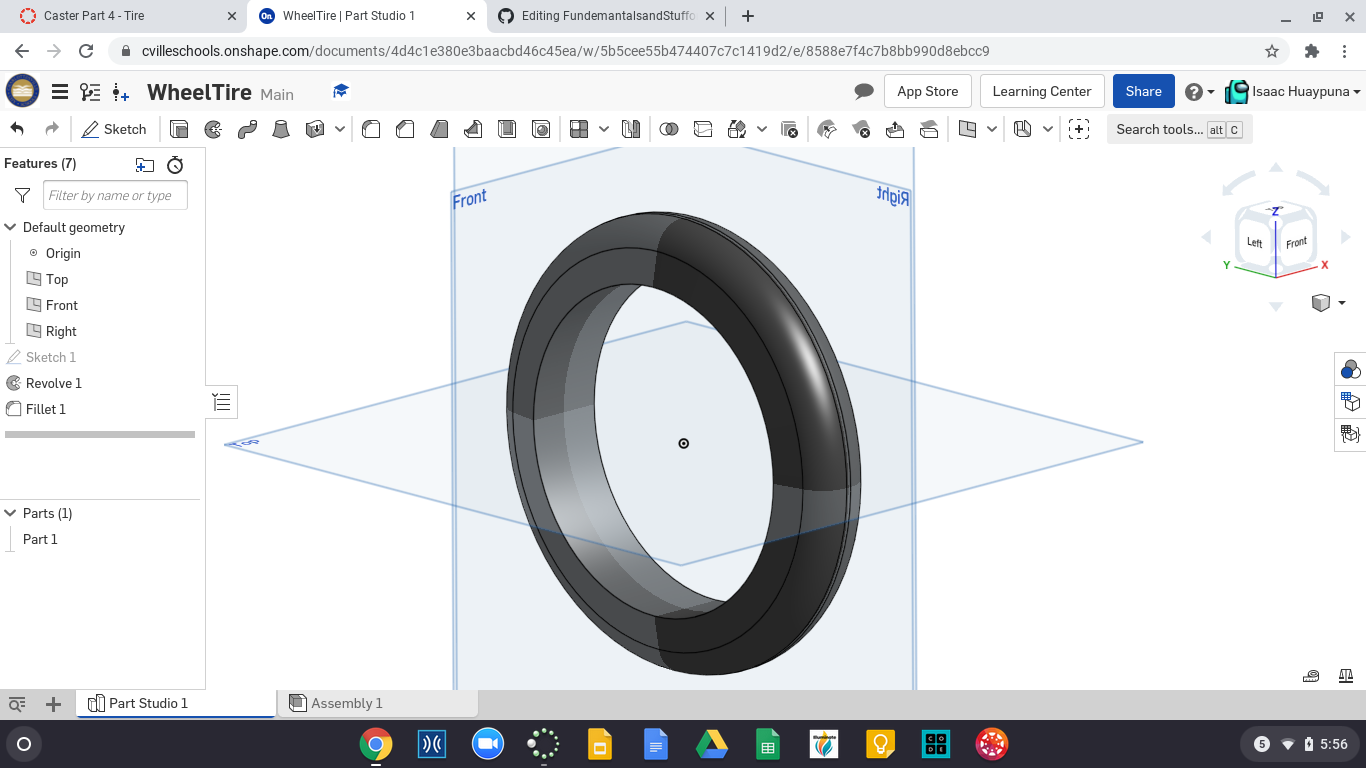 Caster Part 4 - Tire
On WheelTire | Part Studio 1
Editing FundemantalsandStuffo
cvilleschools.onshape.com/documents/4d4c1e380e3baacbd46c45ea/w/5b5cee55b474407c7c1419d2/e/8588e7f4c7b8bb990d8ebcc9
WheelTire Main
App Store
Learning Center
Share
Isaac Huaypuna
Sketch
Search tools... alt C
Features (7)
Filter by name or type
Default geometry
Origin
Top
Front
Right
Sketch 1
Revolve 1
Fillet 1
Parts (1)
Part 1
Front
Right
Top
Z
Left
Front
Y
X
Part Studio 1
Assembly 1
CODE
5
5:56